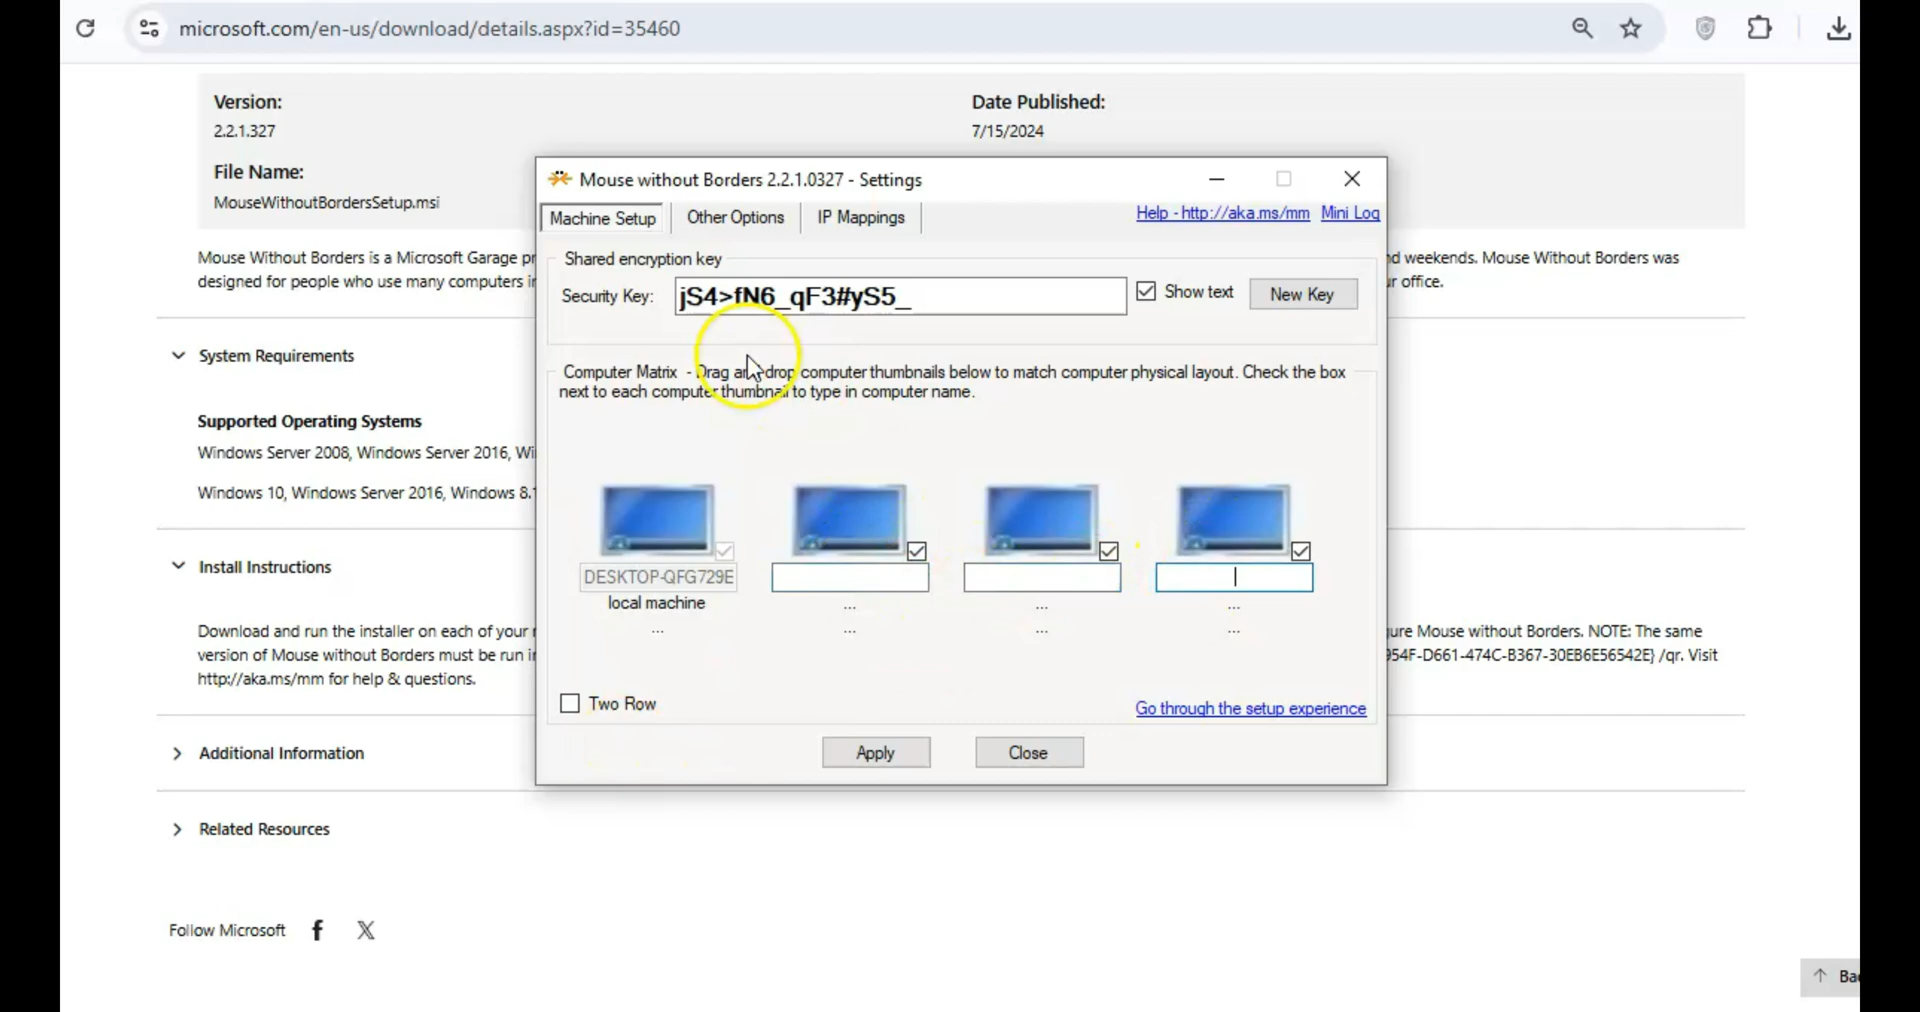 microsoft.com/en-us/download/details.aspx?id=35460
Version:
2.2.1.327
Date Published:
7/15/2024
File Name:
MouseWithoutBordersSetup.msi
Mouse Without Borders is a Microsoft Garage pr
nd weekends. Mouse Without Borders was
designed for people who use many computers i
ur office.
System Requirements
Supported Operating Systems
Windows Server 2008, Windows Server 2016, Wi
Windows 10, Windows Server 2016, Windows 8.
Install Instructions
Download and run the installer on each of your
ure Mouse without Borders. NOTE: The same
version of Mouse without Borders must be run i
954F-D661-474C-B367-30EB6E56542E} /qr. Visit
http://aka.ms/mm for help & questions.
Additional Information
Related Resources
Follow Microsoft
Bac
Mouse without Borders 2.2.1.0327 - Settings
Machine Setup Other Options IP Mappings
Help - http://aka.ms/mm Mini Log
Shared encryption key
Security Key: jS4>fN6_qF3#yS5_ Show text New Key
Computer Matrix - Drag and drop computer thumbnails below to match computer physical layout. Check the box
next to each computer thumbnail to type in computer name.
DESKTOP-QFG729E
local machine ... ... ...
... ... ... ...
Two Row
Go through the setup experience
Apply Close